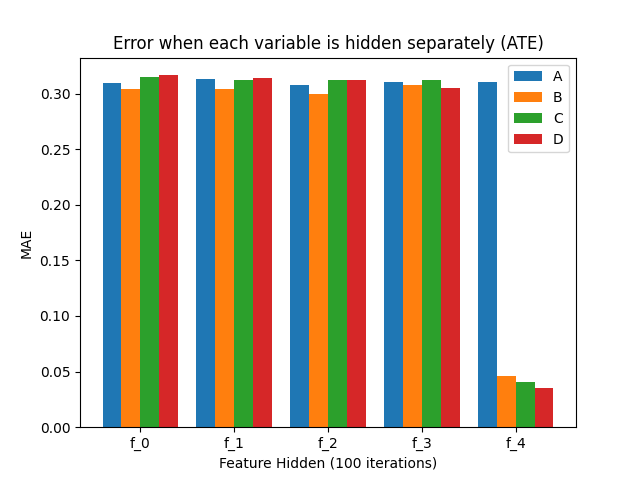 Error when each variable is hidden separately (ATE)
A
B
C
D
MAE
0.30
0.25
0.20
0.15
0.10
0.05
0.00
f_0 f_1 f_2 f_3 f_4
Feature Hidden (100 iterations)